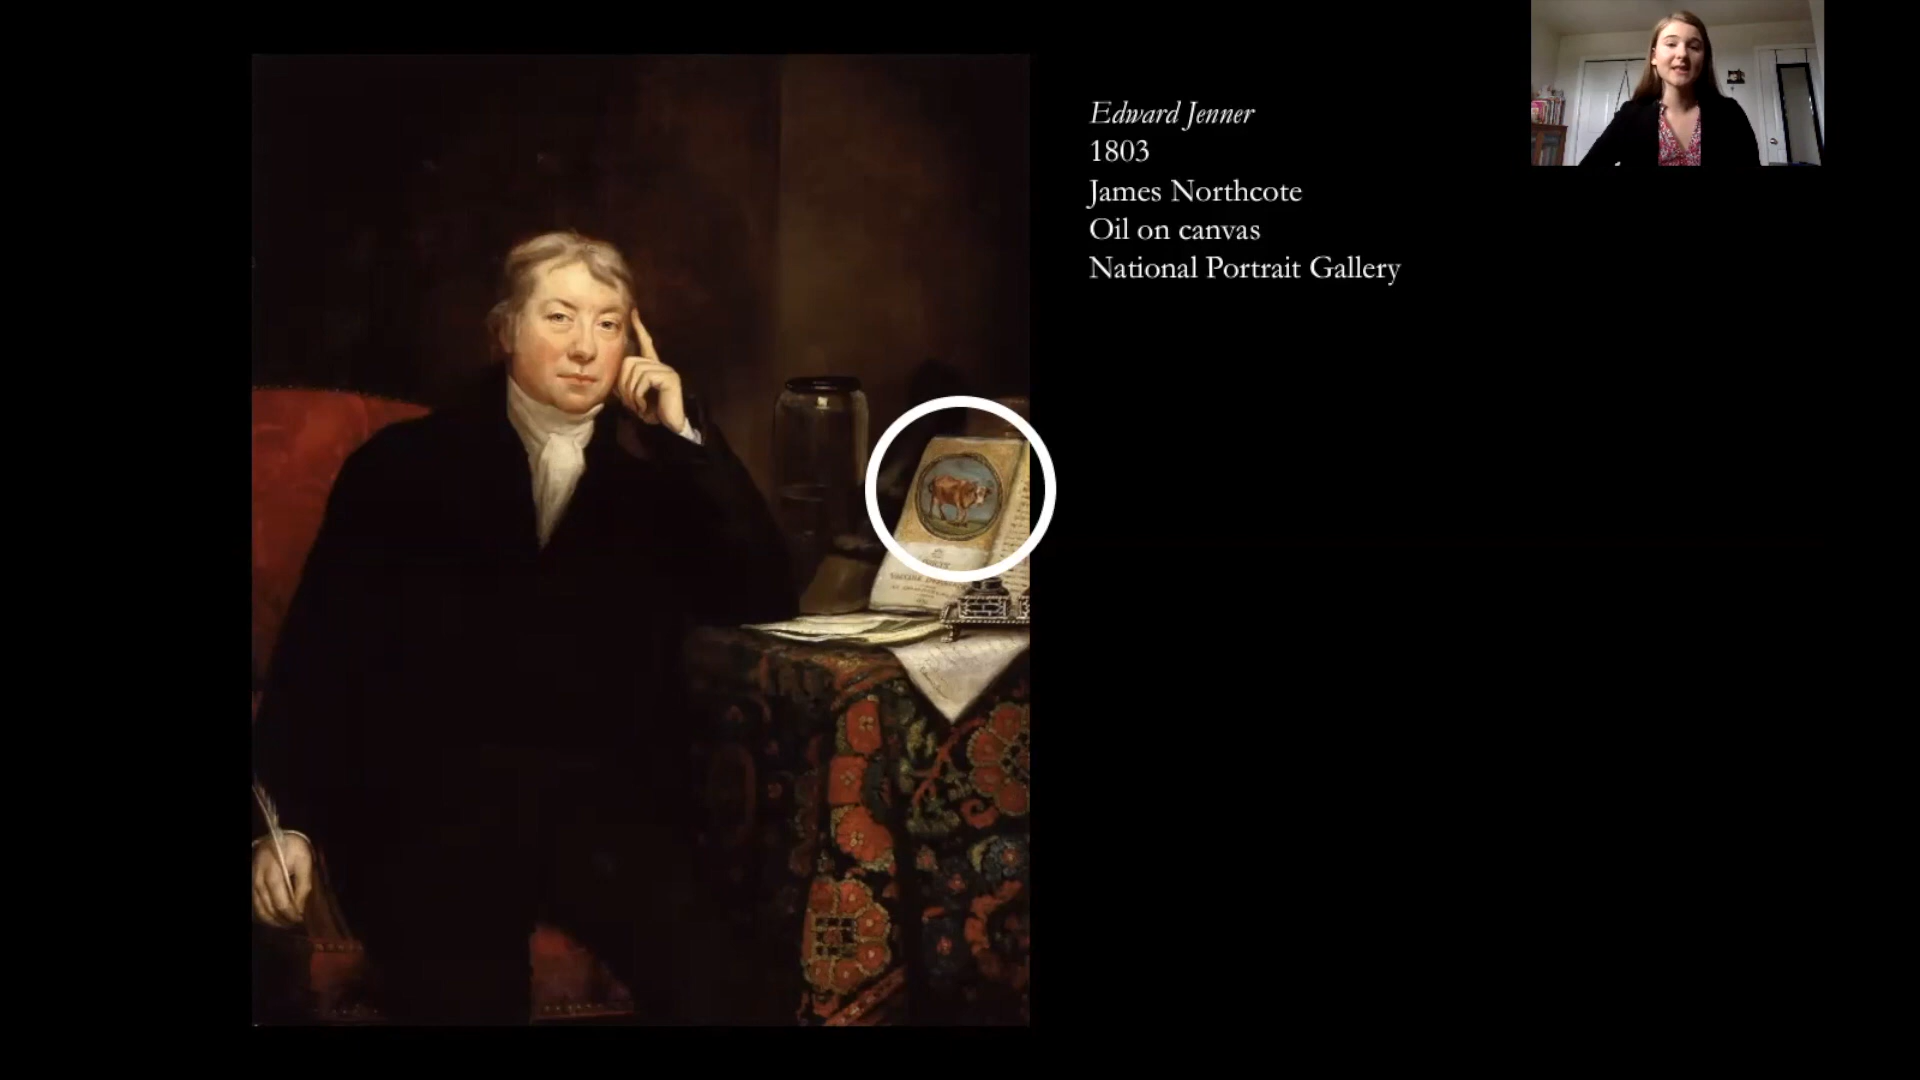 Edward Jenner
1803
James Northcote
Oil on canvas
National Portrait Gallery